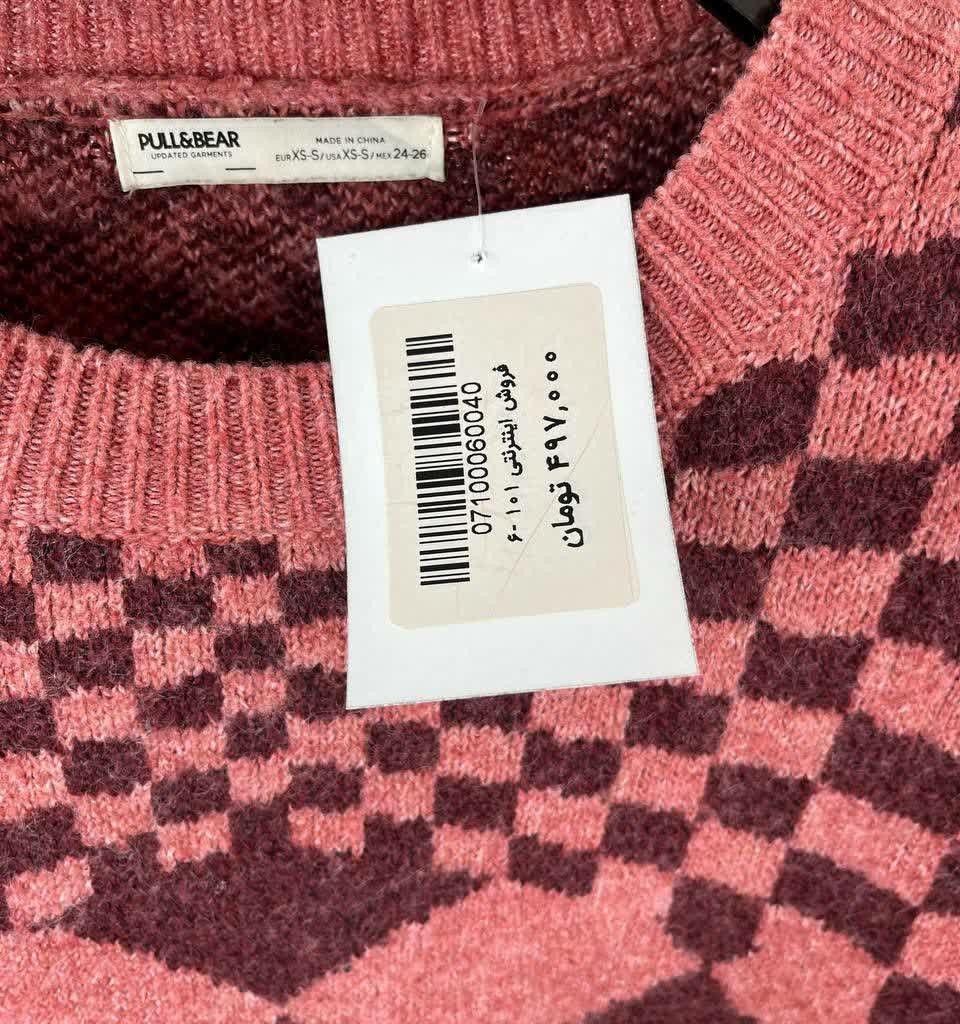 PULL&BEAR
UPDATED GARMENTS
MADE IN CHINA
EUR XS-S/USA XS-S/MEX 24-26
07100060040
فروش اینترنتی ۱۰۱ -۶
۴۹۷,۰۰۰ تومان